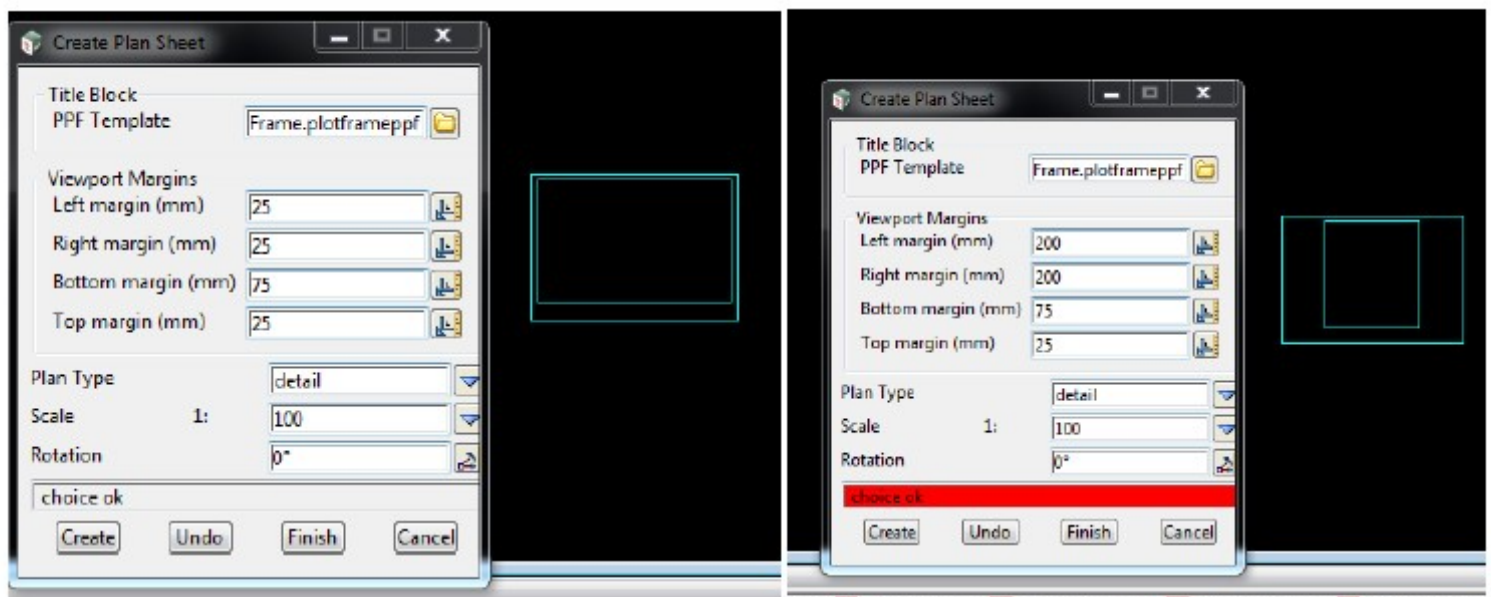 Create Plan Sheet
Title Block
PPF Template Frame.plotframeppf
Viewport Margins
Left margin (mm) 25
Right margin (mm) 25
Bottom margin (mm) 75
Top margin (mm) 25
Plan Type detail
Scale 1: 100
Rotation 0°
choice ok
Create Undo Finish Cancel
Create Plan Sheet
Title Block
PPF Template Frame.plotframeppf
Viewport Margins
Left margin (mm) 200
Right margin (mm) 200
Bottom margin (mm) 75
Top margin (mm) 25
Plan Type detail
Scale 1: 100
Rotation 0°
choice ok
Create Undo Finish Cancel